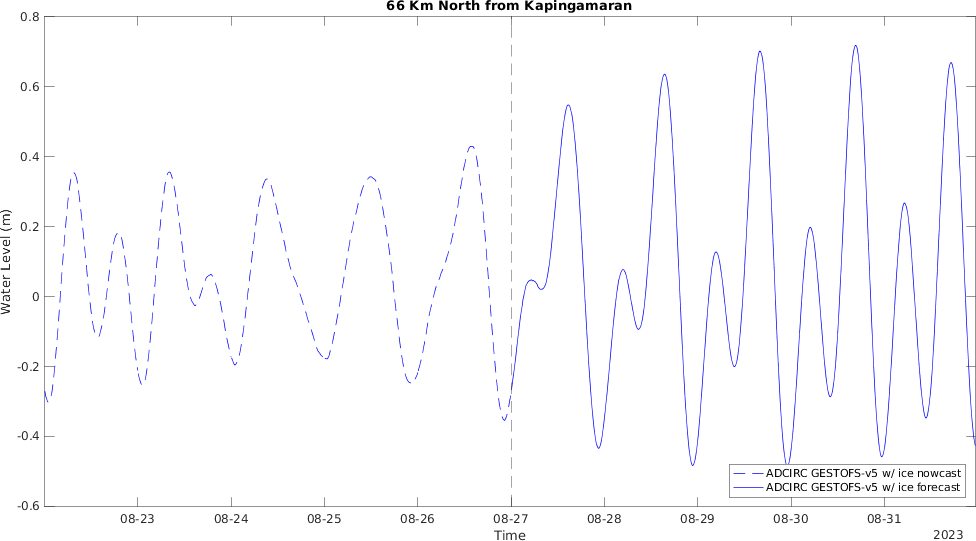 66 Km North from Kapingamaran
Water Level (m)
0.8
0.6
0.4
0.2
0
-0.2
-0.4
-0.6
08-23 08-24 08-25 08-26 08-27 08-28 08-29 08-30 08-31
Time
2023
ADCIRC GESTOFS-v5 w/ ice nowcast
ADCIRC GESTOFS-v5 w/ ice forecast